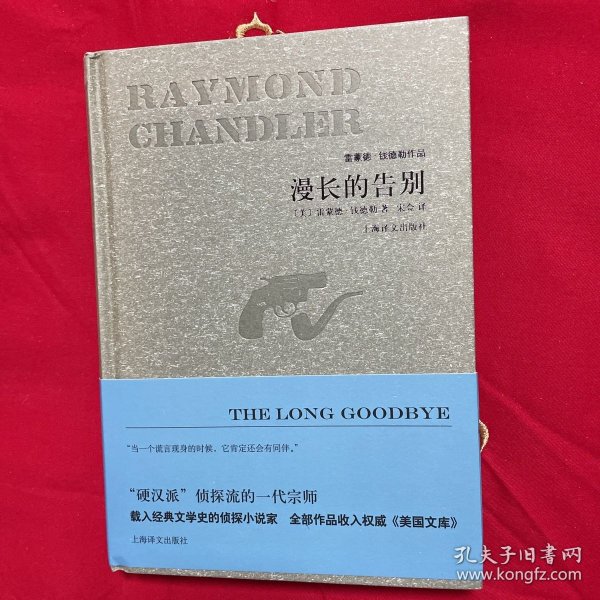 RAYMOND
CHANDLER
雷蒙德·钱德勒作品
漫长的告别
〔美〕雷蒙德·钱德勒 著 宋佥 译
上海译文出版社
THE LONG GOODBYE
“当一个谎言现身的时候，它肯定还会有同伴。”
“硬汉派”侦探流的一代宗师
载入经典文学史的侦探小说家 全部作品收入权威《美国文库》
上海译文出版社
孔夫子旧书网
www.kongfz.com